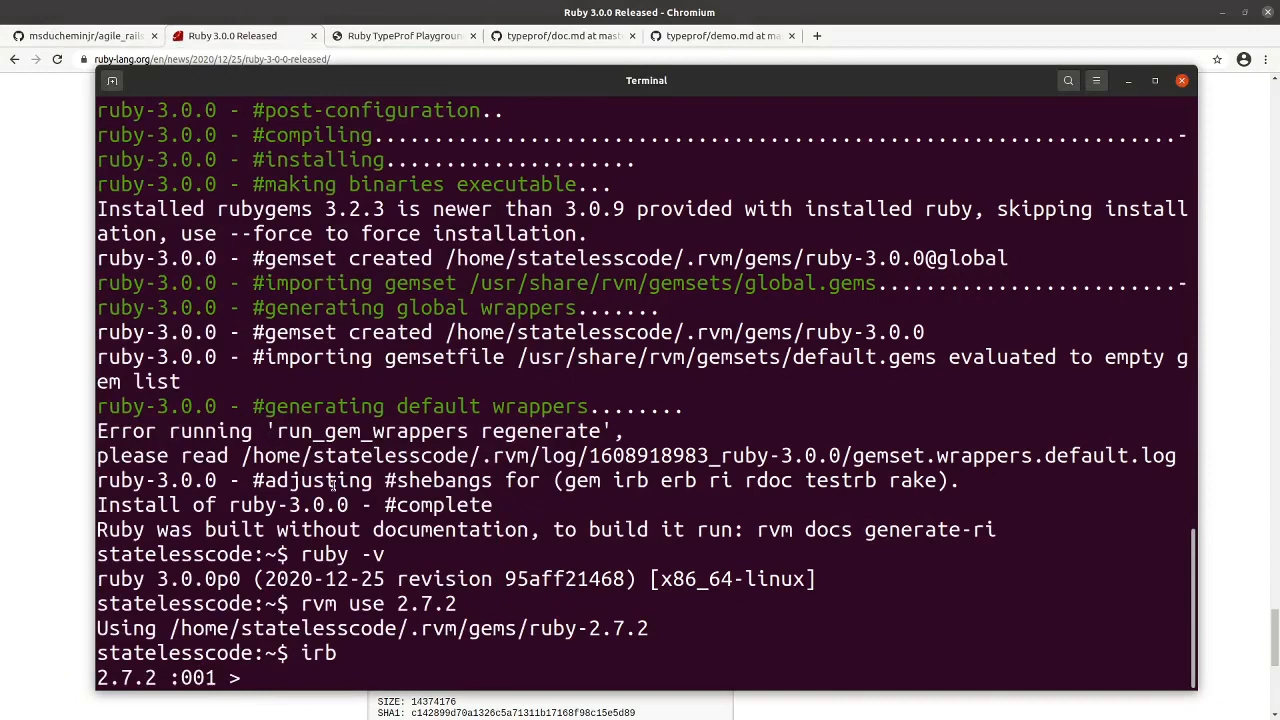 Ruby 3.0.0 Released - Chromium
msducheminjr/agile_rails
Ruby 3.0.0 Released
Ruby TypeProf Playgroun
typeprof/doc.md at mast
typeprof/demo.md at ma
ruby-lang.org/en/news/2020/12/25/ruby-3-0-0-released/
Terminal
ruby-3.0.0 - #post-configuration..
ruby-3.0.0 - #compiling...................................................................-
ruby-3.0.0 - #installing.....................
ruby-3.0.0 - #making binaries executable...
Installed rubygems 3.2.3 is newer than 3.0.9 provided with installed ruby, skipping install
ation, use --force to force installation.
ruby-3.0.0 - #gemset created /home/statelesscode/.rvm/gems/ruby-3.0.0@global
ruby-3.0.0 - #importing gemset /usr/share/rvm/gemsets/global.gems.........................-
ruby-3.0.0 - #generating global wrappers.......
ruby-3.0.0 - #gemset created /home/statelesscode/.rvm/gems/ruby-3.0.0
ruby-3.0.0 - #importing gemsetfile /usr/share/rvm/gemsets/default.gems evaluated to empty g
em list
ruby-3.0.0 - #generating default wrappers........
Error running 'run_gem_wrappers regenerate',
please read /home/statelesscode/.rvm/log/1608918983_ruby-3.0.0/gemset.wrappers.default.log
ruby-3.0.0 - #adjusting #shebangs for (gem irb erb ri rdoc testrb rake).
Install of ruby-3.0.0 - #complete
Ruby was built without documentation, to build it run: rvm docs generate-ri
statelesscode:~$ ruby -v
ruby 3.0.0p0 (2020-12-25 revision 95aff21468) [x86_64-linux]
statelesscode:~$ rvm use 2.7.2
Using /home/statelesscode/.rvm/gems/ruby-2.7.2
statelesscode:~$ irb
2.7.2 :001 >
SIZE: 14374176
SHA1: c142899d70a1326c5a71311b17168f98c15e5d89